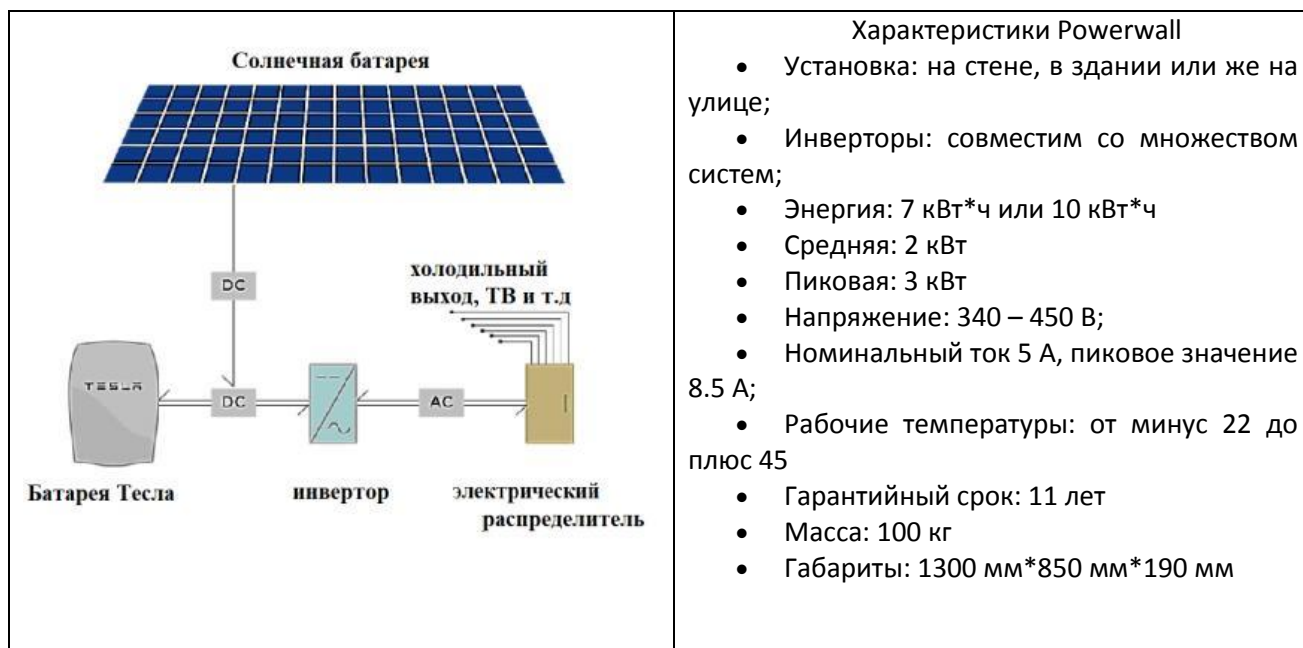 Солнечная батарея
DC
холодильный
выход, ТВ и т.д
TESLA
DC
AC
Батарея Тесла
инвертор
электрический
распределитель
Характеристики Powerwall
• Установка: на стене, в здании или же на
улице;
• Инверторы: совместим со множеством
систем;
• Энергия: 7 кВт*ч или 10 кВт*ч
• Средняя: 2 кВт
• Пиковая: 3 кВт
• Напряжение: 340 – 450 В;
• Номинальный ток 5 А, пиковое значение
8.5 А;
• Рабочие температуры: от минус 22 до
плюс 45
• Гарантийный срок: 11 лет
• Масса: 100 кг
• Габариты: 1300 мм*850 мм*190 мм